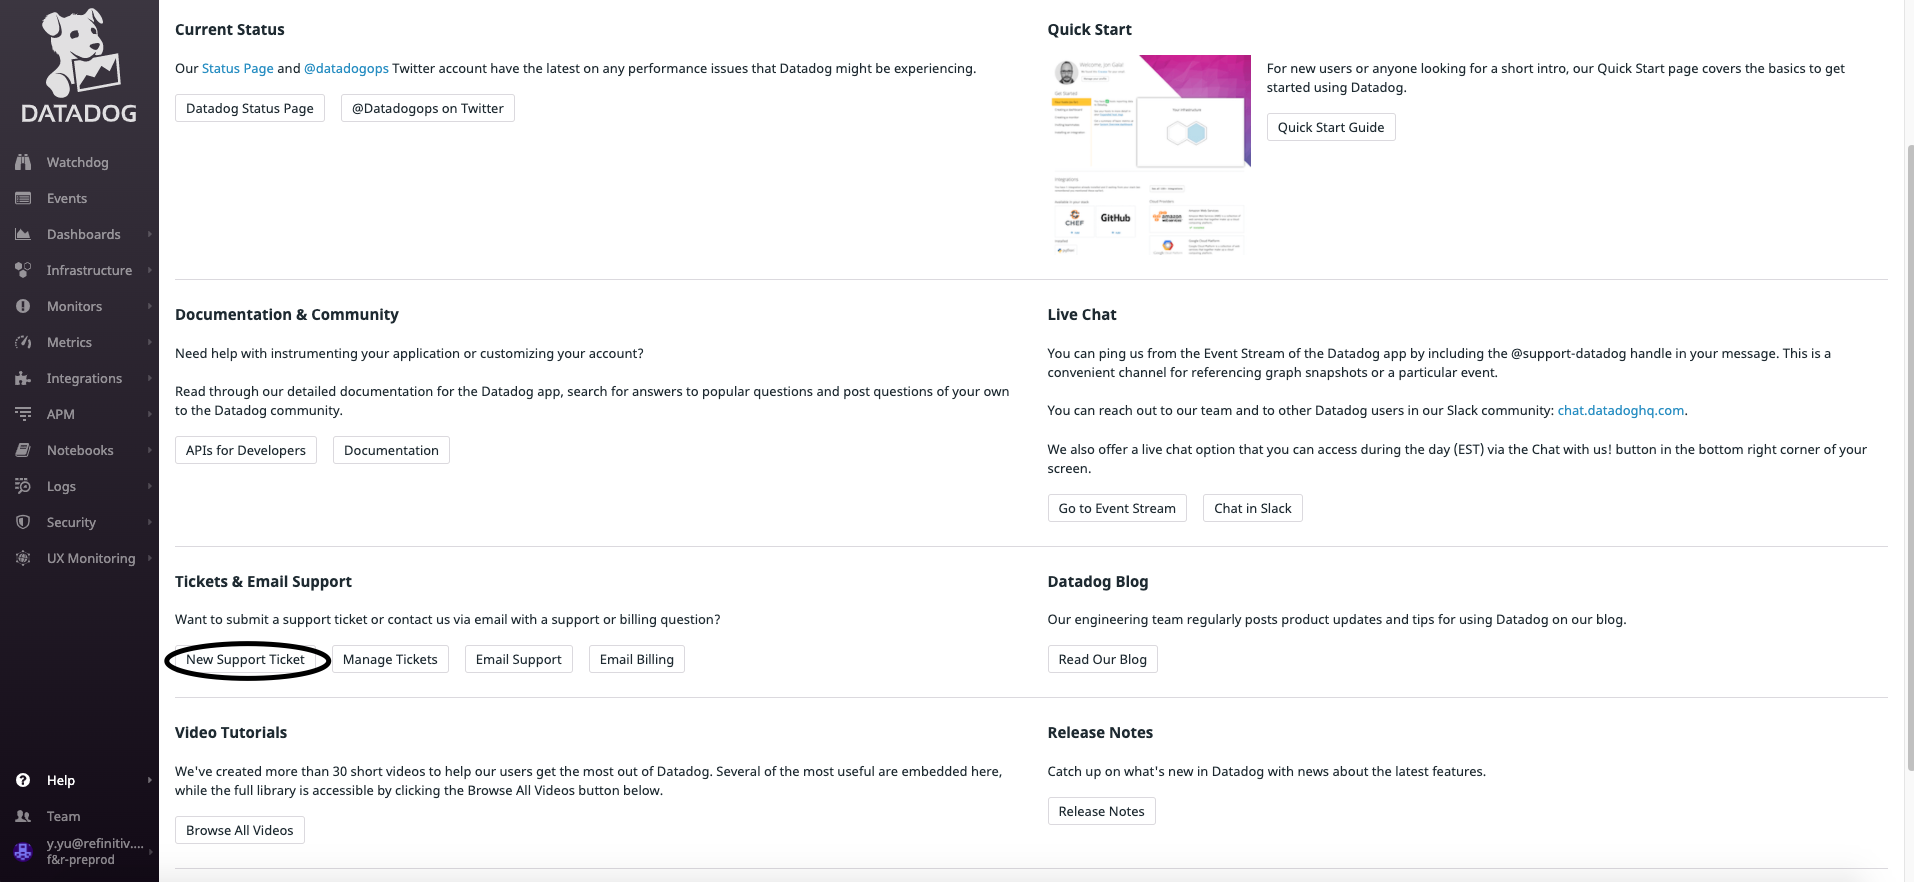 DATADOG
Watchdog
Events
Dashboards
Infrastructure
Monitors
Metrics
Integrations
APM
Notebooks
Logs
Security
UX Monitoring
Help
Team
y.yu@refinitiv....
f&r-preprod
Current Status
Our Status Page and @datadogops Twitter account have the latest on any performance issues that Datadog might be experiencing.
Datadog Status Page
@Datadogops on Twitter
Quick Start
Welcome, Jon Galal
Get Started
Your Infrastructure
Integrations
CHEF
GitHub
amazon
For new users or anyone looking for a short intro, our Quick Start page covers the basics to get
started using Datadog.
Quick Start Guide
Documentation & Community
Need help with instrumenting your application or customizing your account?
Read through our detailed documentation for the Datadog app, search for answers to popular questions and post questions of your own
to the Datadog community.
APIs for Developers
Documentation
Live Chat
You can ping us from the Event Stream of the Datadog app by including the @support-datadog handle in your message. This is a
convenient channel for referencing graph snapshots or a particular event.
You can reach out to our team and to other Datadog users in our Slack community: chat.datadoghq.com.
We also offer a live chat option that you can access during the day (EST) via the Chat with us! button in the bottom right corner of your
screen.
Go to Event Stream
Chat in Slack
Tickets & Email Support
Want to submit a support ticket or contact us via email with a support or billing question?
New Support Ticket
Manage Tickets
Email Support
Email Billing
Datadog Blog
Our engineering team regularly posts product updates and tips for using Datadog on our blog.
Read Our Blog
Video Tutorials
We've created more than 30 short videos to help our users get the most out of Datadog. Several of the most useful are embedded here,
while the full library is accessible by clicking the Browse All Videos button below.
Browse All Videos
Release Notes
Catch up on what's new in Datadog with news about the latest features.
Release Notes